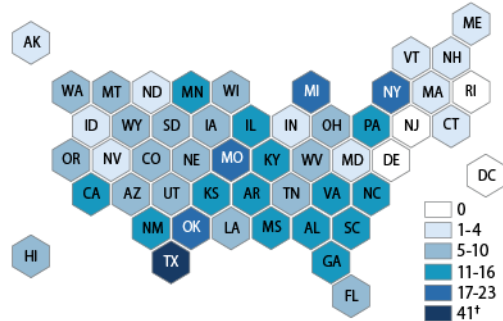 ME
AK
VT NH
WA MT ND MN WI MI NY MA RI
ID WY SD IA IL IN OH PA NJ CT
OR NV CO NE MO KY WV MD DE
DC
CA AZ UT KS AR TN VA NC
NM OK LA MS AL SC
HI TX GA
FL
0
1-4
5-10
11-16
17-23
41†